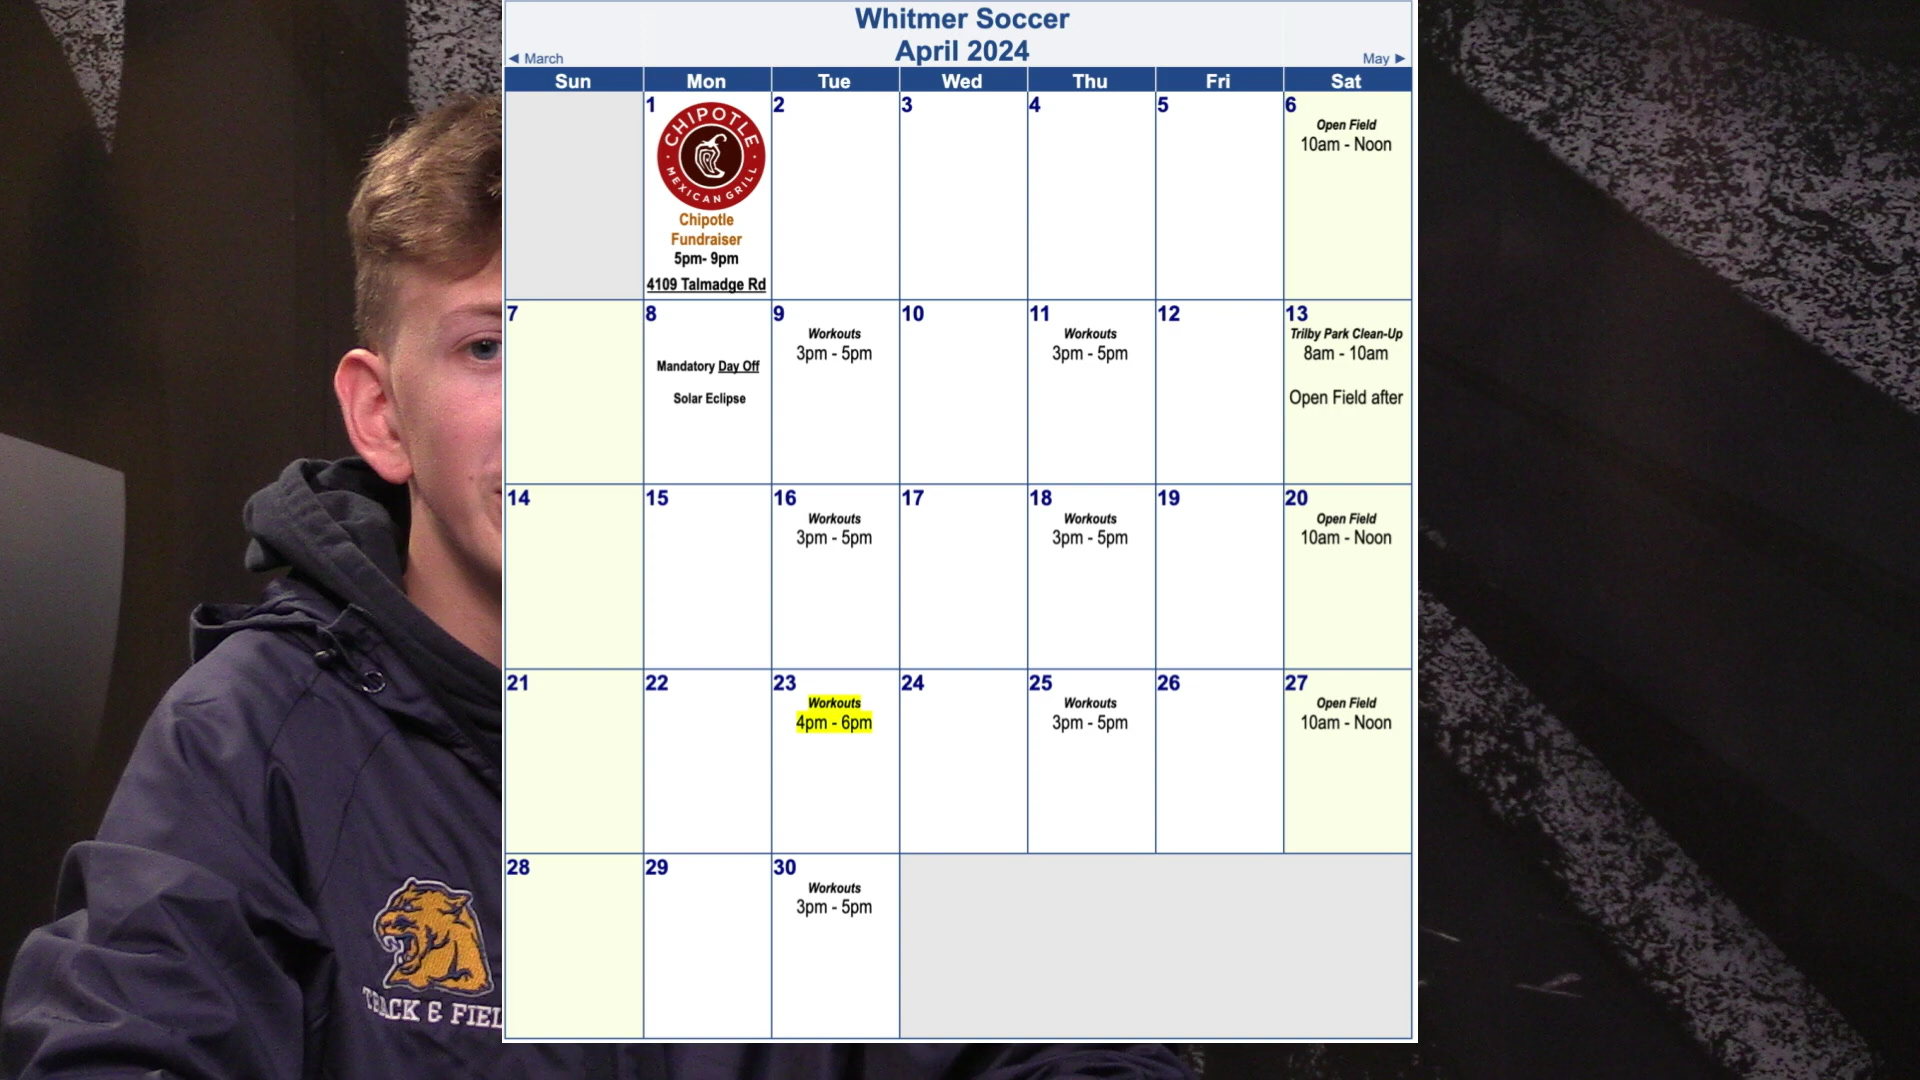 Whitmer Soccer
April 2024
◄ March
May ►
Sun Mon Tue Wed Thu Fri Sat
1
CHIPOTLE
MEXICAN GRILL
Chipotle
Fundraiser
5pm- 9pm
4109 Talmadge Rd
2
3
4
5
6
Open Field
10am - Noon
7
8
Mandatory Day Off
Solar Eclipse
9
Workouts
3pm - 5pm
10
11
Workouts
3pm - 5pm
12
13
Trilby Park Clean-Up
8am - 10am
Open Field after
14
15
16
Workouts
3pm - 5pm
17
18
Workouts
3pm - 5pm
19
20
Open Field
10am - Noon
21
22
23
Workouts
4pm - 6pm
24
25
Workouts
3pm - 5pm
26
27
Open Field
10am - Noon
28
29
30
Workouts
3pm - 5pm
TRACK & FIEL